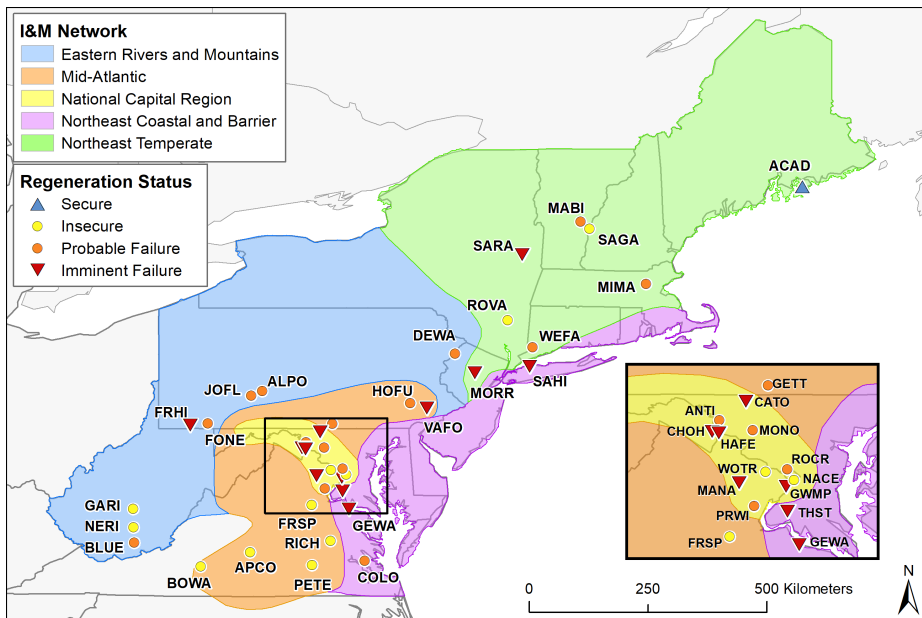 I&M Network
Eastern Rivers and Mountains
Mid-Atlantic
National Capital Region
Northeast Coastal and Barrier
Northeast Temperate
Regeneration Status
Secure
Insecure
Probable Failure
Imminent Failure
ACAD
MABI
SAGA
SARA
MIMA
ROVA
WEFA
DEWA
SAHI
MORR
ALPO
JOFL
HOFU
VAFO
FRHI
FONE
GARI
NERI
BLUE
FRSP
GEWA
RICH
APCO
BOWA
PETE
COLO
GETT
CATO
ANTI
CHOH
MONO
HAFE
ROCR
WOTR
NACE
MANA
GWMP
PRWI
THST
FRSP
GEWA
N
0 250 500 Kilometers